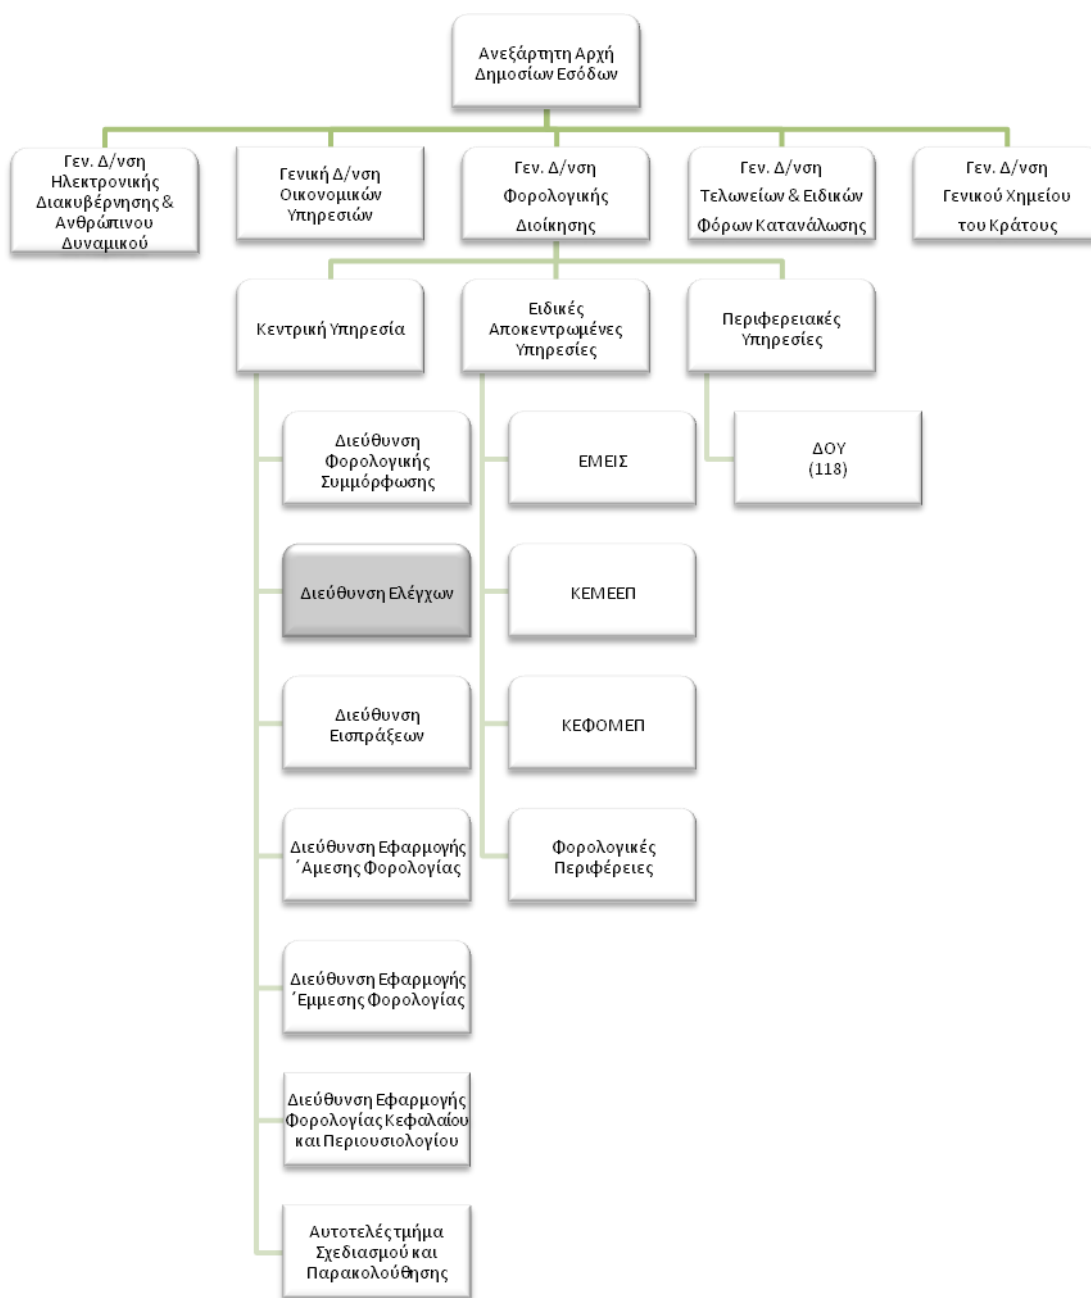 Ανεξάρτητη Αρχή
Δημοσίων Εσόδων
Γεν. Δ/νση
Ηλεκτρονικής
Διακυβέρνησης &
Ανθρώπινου
Δυναμικού
Γενική Δ/νση
Οικονομικών
Υπηρεσιών
Γεν. Δ/νση
Φορολογικής
Διοίκησης
Γεν. Δ/νση
Τελωνείων & Ειδικών
Φόρων Κατανάλωσης
Γεν. Δ/νση
Γενικού Χημείου
του Κράτους
Κεντρική Υπηρεσία
Ειδικές
Αποκεντρωμένες
Υπηρεσίες
Περιφερειακές
Υπηρεσίες
Διεύθυνση
Φορολογικής
Συμμόρφωσης
ΕΜΕΙΣ
ΔΟΥ
(118)
Διεύθυνση Ελέγχων
ΚΕΜΕΕΠ
Διεύθυνση
Εισπράξεων
ΚΕΦΟΜΕΠ
Διεύθυνση Εφαρμογής
΄Αμεσης Φορολογίας
Φορολογικές
Περιφέρειες
Διεύθυνση Εφαρμογής
΄Εμμεσης Φορολογίας
Διεύθυνση Εφαρμογής
Φορολογίας Κεφαλαίου
και Περιουσιολογίου
Αυτοτελές τμήμα
Σχεδιασμού και
Παρακολούθησης